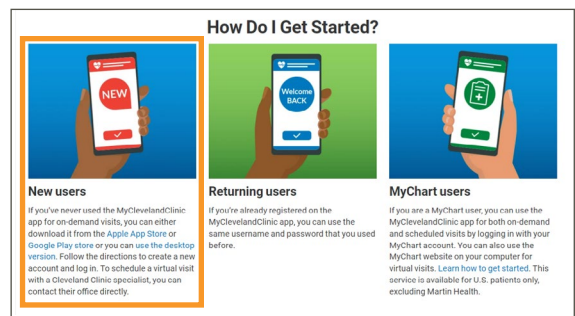 How Do I Get Started?
NEW
Welcome
BACK
New users
If you've never used the MyClevelandClinic
app for on-demand visits, you can either
download it from the Apple App Store or
Google Play store or you can use the desktop
version. Follow the directions to create a new
account and log in. To schedule a virtual visit
with a Cleveland Clinic specialist, you can
contact their office directly.
Returning users
If you're already registered on the
MyClevelandClinic app, you can use the
same username and password that you used
before.
MyChart users
If you are a MyChart user, you can use the
MyClevelandClinic app for both on-demand
and scheduled visits by logging in with your
MyChart account. You can also use the
MyChart website on your computer for
virtual visits. Learn how to get started. This
service is available for U.S. patients only,
excluding Martin Health.